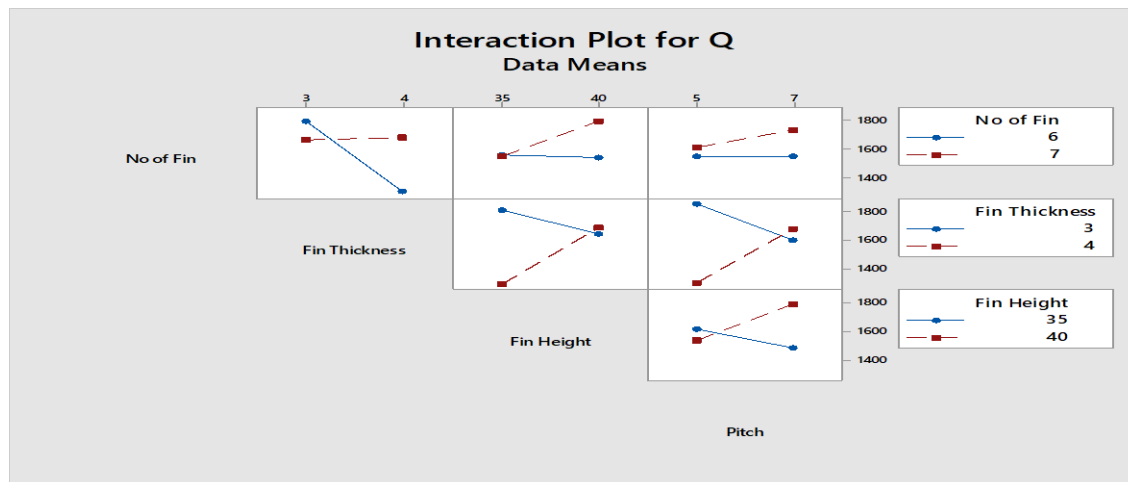 Interaction Plot for Q
Data Means
3 4 35 40 5 7
No of Fin
1800
1600
1400
No of Fin
6
7
Fin Thickness
1800
1600
1400
Fin Thickness
3
4
Fin Height
1800
1600
1400
Fin Height
35
40
Pitch